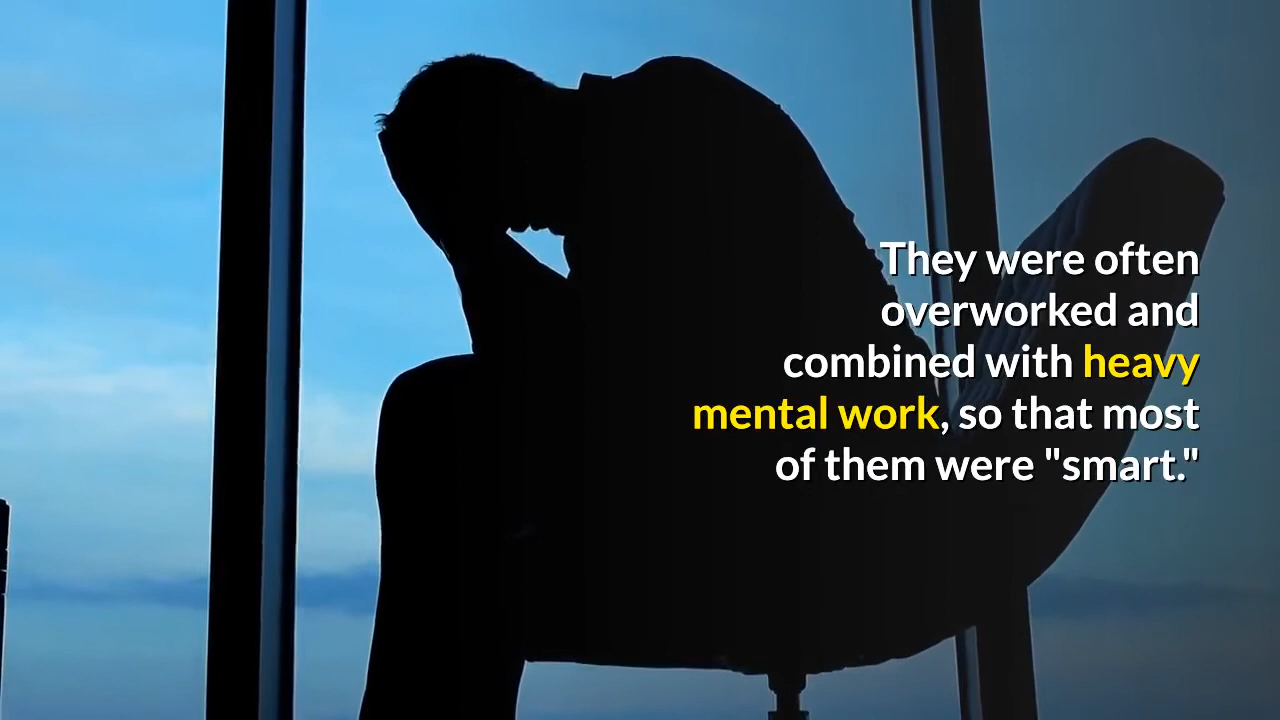 They were often
overworked and
combined with heavy
mental work, so that most
of them were "smart."